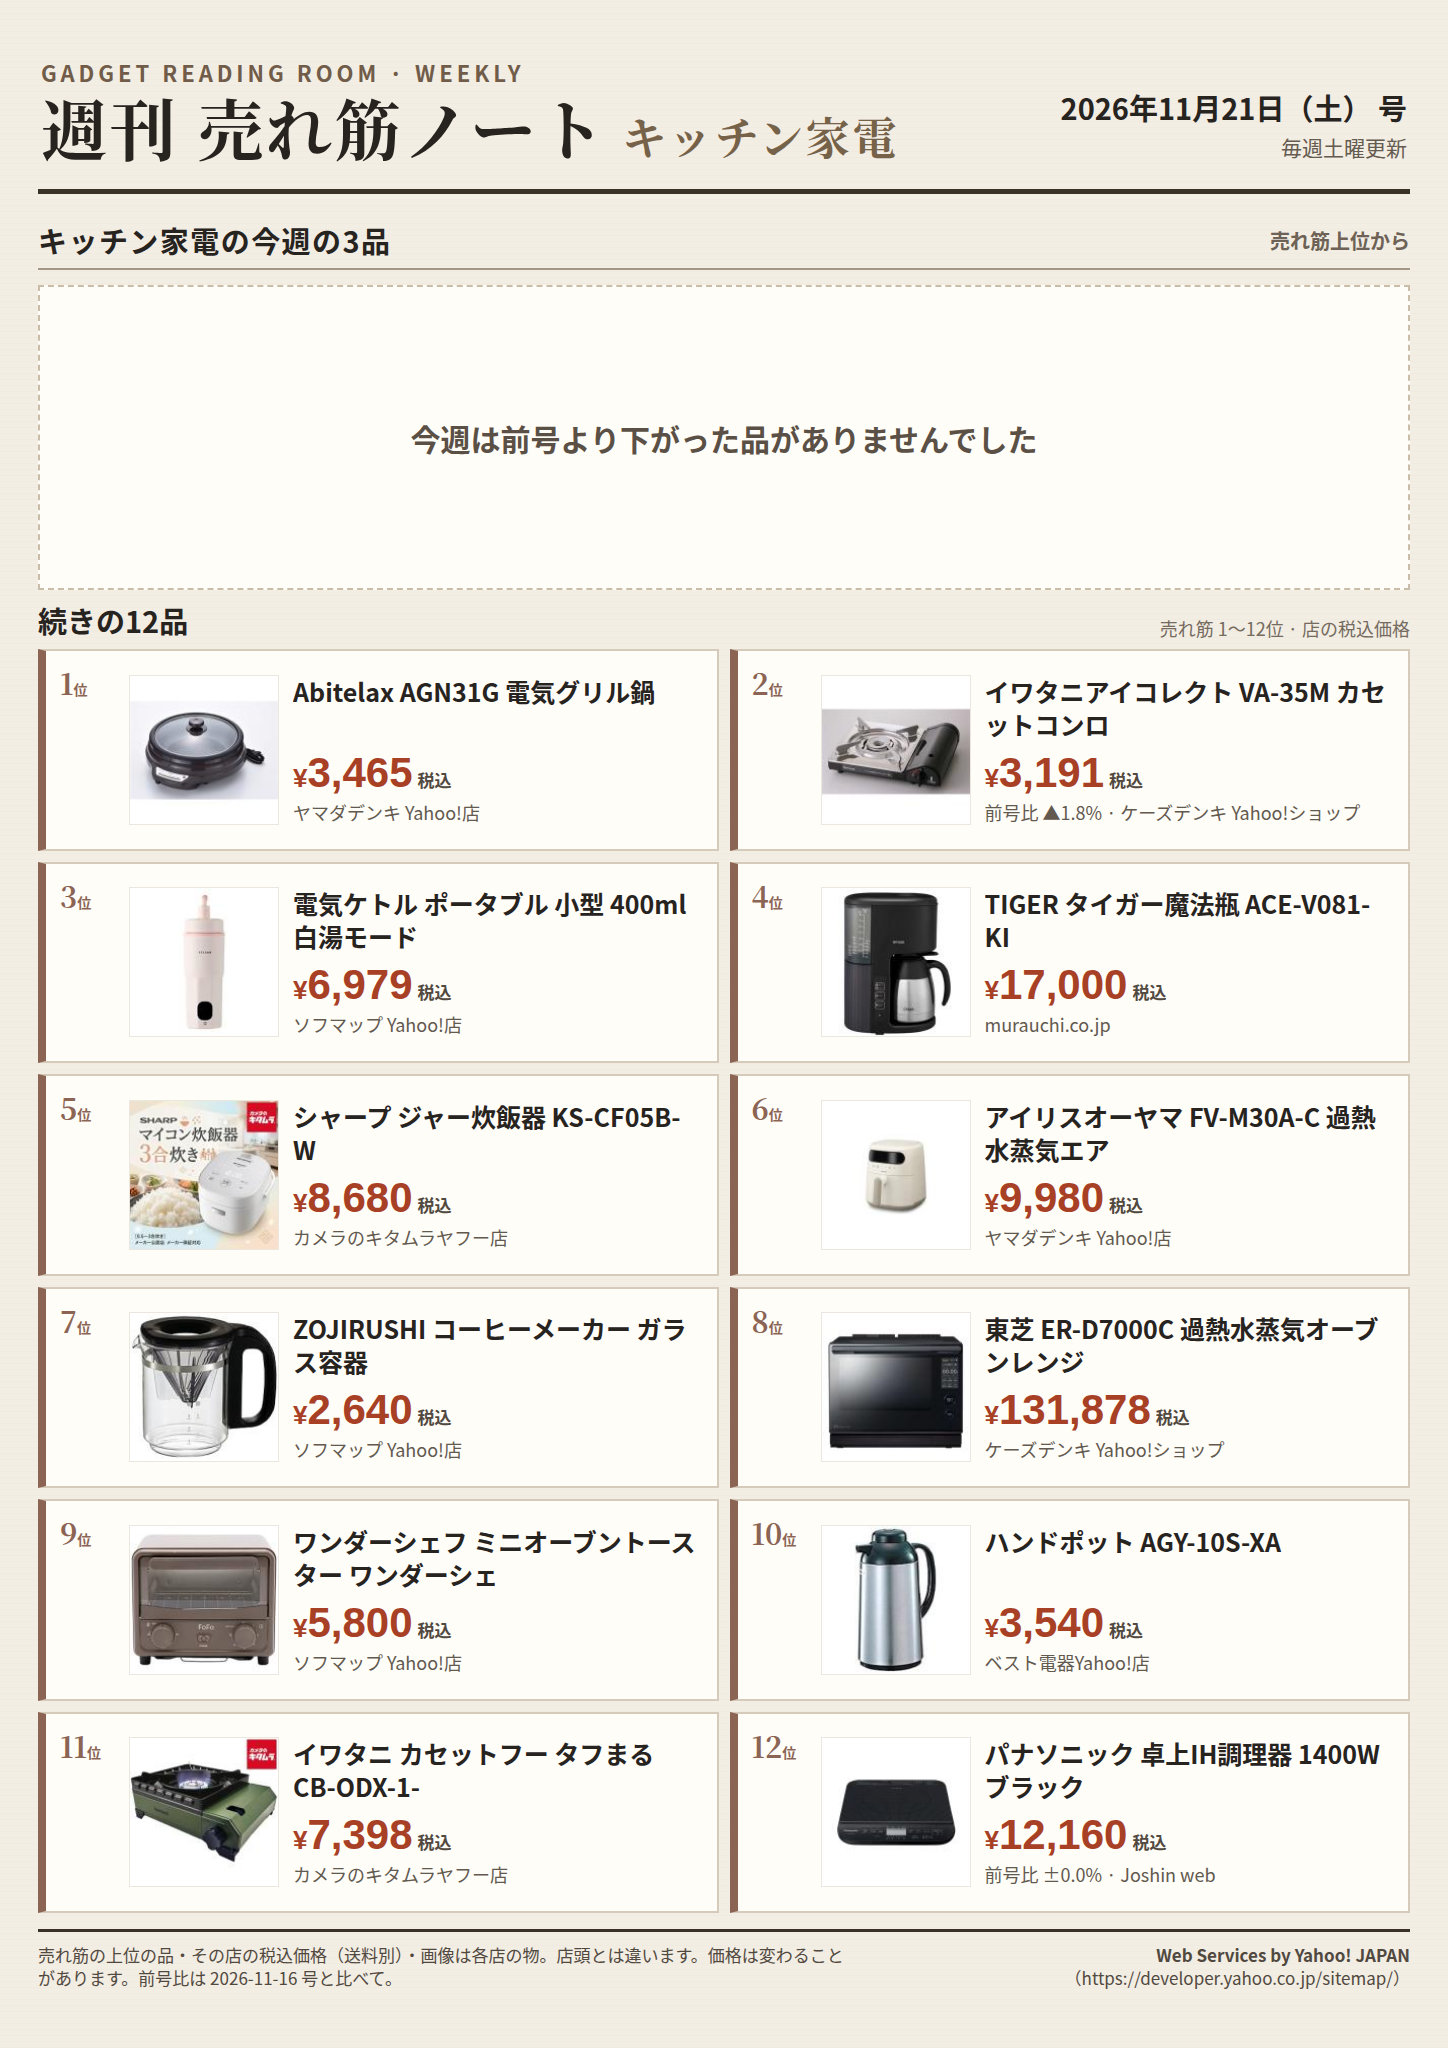 GADGET READING ROOM · WEEKLY
週刊 売れ筋ノート キッチン家電
2026年11月21日（土） 号
毎週土曜更新
キッチン家電の今週の3品
売れ筋上位から
今週は前号より下がった品がありませんでした
続きの12品
売れ筋 1〜12位 · 店の税込価格
1位
Abitelax AGN31G 電気グリル鍋
¥3,465 税込
ヤマダデンキ Yahoo!店
2位
イワタニアイコレクト VA-35M カセ
ットコンロ
¥3,191 税込
前号比 ▲1.8% · ケーズデンキ Yahoo!ショップ
3位
電気ケトル ポータブル 小型 400ml
白湯モード
¥6,979 税込
ソフマップ Yahoo!店
4位
TIGER タイガー魔法瓶 ACE-V081-
KI
¥17,000 税込
murauchi.co.jp
5位
SHARP
カメラの
キタムラ
マイコン炊飯器
3合炊き
シャープ ジャー炊飯器 KS-CF05B-
W
¥8,680 税込
カメラのキタムラヤフー店
6位
アイリスオーヤマ FV-M30A-C 過熱
水蒸気エア
¥9,980 税込
ヤマダデンキ Yahoo!店
7位
ZOJIRUSHI コーヒーメーカー ガラ
ス容器
¥2,640 税込
ソフマップ Yahoo!店
8位
東芝 ER-D7000C 過熱水蒸気オーブ
ンレンジ
¥131,878 税込
ケーズデンキ Yahoo!ショップ
9位
FoFo
ワンダーシェフ ミニオーブントース
ター ワンダーシェ
¥5,800 税込
ソフマップ Yahoo!店
10位
ハンドポット AGY-10S-XA
¥3,540 税込
ベスト電器Yahoo!店
11位
カメラの
キタムラ
イワタニ カセットフー タフまる
CB-ODX-1-
¥7,398 税込
カメラのキタムラヤフー店
12位
パナソニック 卓上IH調理器 1400W
ブラック
¥12,160 税込
前号比 ±0.0% · Joshin web
売れ筋の上位の品・その店の税込価格（送料別）・画像は各店の物。店頭とは違います。価格は変わること
があります。前号比は 2026-11-16 号と比べて。
Web Services by Yahoo! JAPAN
（https://developer.yahoo.co.jp/sitemap/）